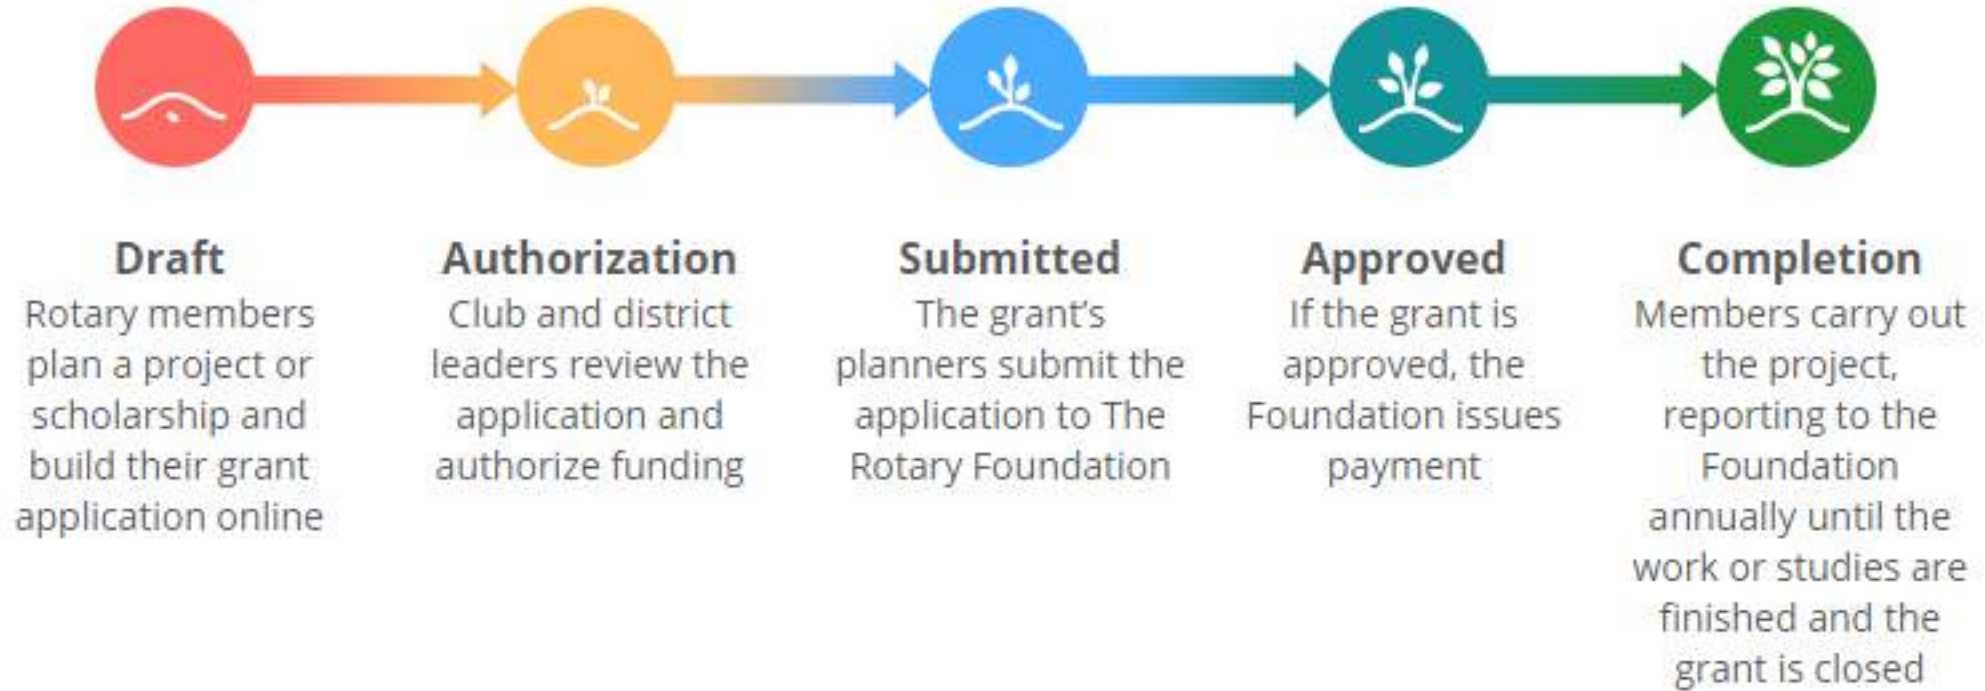 Draft
Rotary members
plan a project or
scholarship and
build their grant
application online
Authorization
Club and district
leaders review the
application and
authorize funding
Submitted
The grant’s
planners submit the
application to The
Rotary Foundation
Approved
If the grant is
approved, the
Foundation issues
payment
Completion
Members carry out
the project,
reporting to the
Foundation
annually until the
work or studies are
finished and the
grant is closed